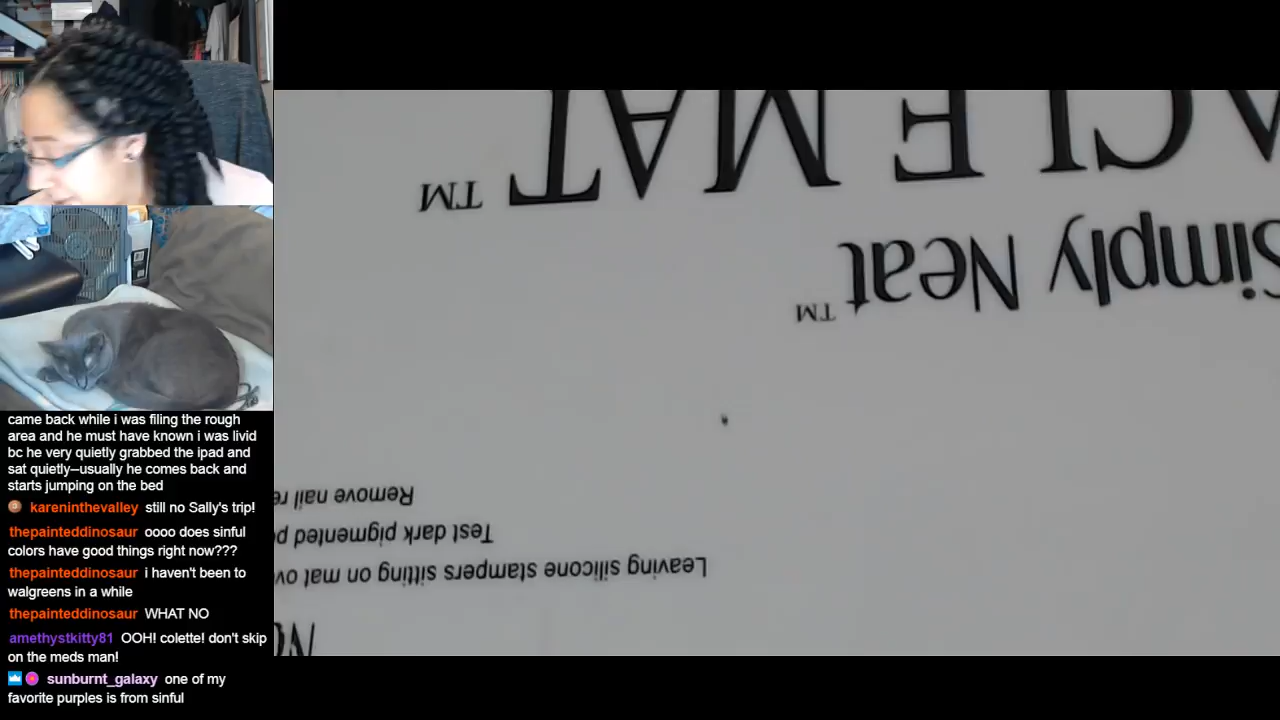 came back while i was filing the rough
area and he must have known i was livid
bc he very quietly grabbed the ipad and
sat quietly--usually he comes back and
starts jumping on the bed
kareninthevalley still no Sally's trip!
thepainteddinosaur oooo does sinful
colors have good things right now???
thepainteddinosaur i haven't been to
walgreens in a while
thepainteddinosaur WHAT NO
amethystkitty81 OOH! colette! don't skip
on the meds man!
sunburnt_galaxy one of my
favorite purples is from sinful
Leaving silicone stampers sitting on mat
Test dark pigmented
Remove nail
Simply Neat™
ACLE MAT™